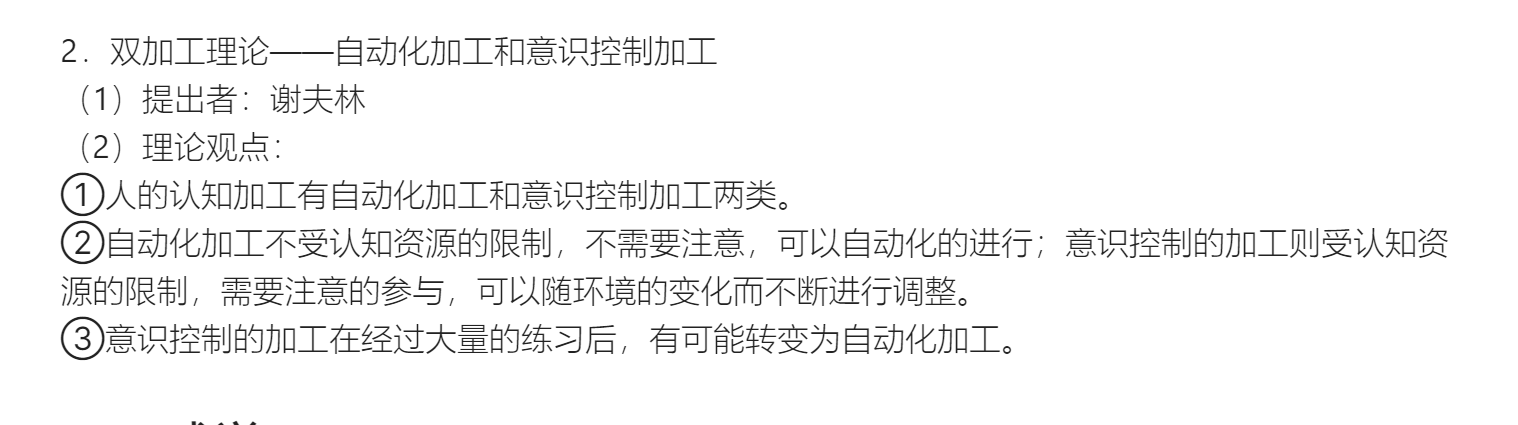 2．双加工理论——自动化加工和意识控制加工
（1）提出者：谢夫林
（2）理论观点：
①人的认知加工有自动化加工和意识控制加工两类。
②自动化加工不受认知资源的限制，不需要注意，可以自动化的进行；意识控制的加工则受认知资
源的限制，需要注意的参与，可以随环境的变化而不断进行调整。
③意识控制的加工在经过大量的练习后，有可能转变为自动化加工。